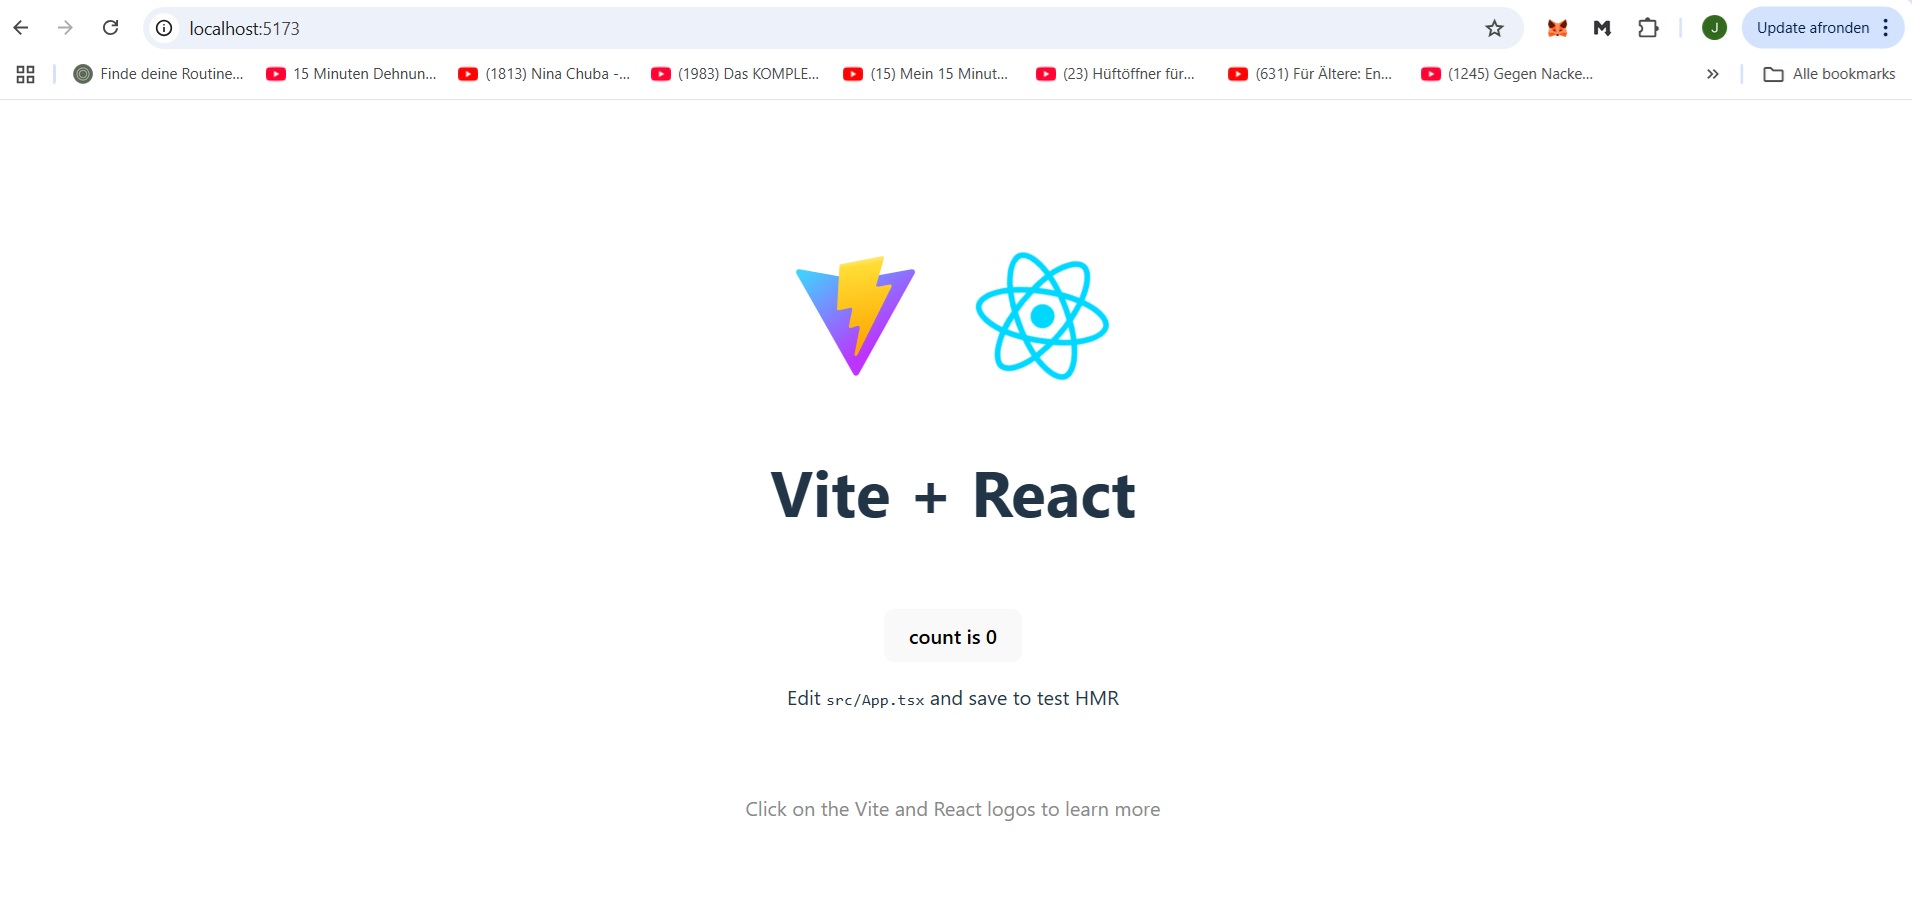 localhost:5173
J
Update afronden
Finde deine Routine...
15 Minuten Dehnun...
(1813) Nina Chuba -...
(1983) Das KOMPLE...
(15) Mein 15 Minut...
(23) Hüftöffner für...
(631) Für Ältere: En...
(1245) Gegen Nacke...
Alle bookmarks
Vite + React
count is 0
Edit src/App.tsx and save to test HMR
Click on the Vite and React logos to learn more